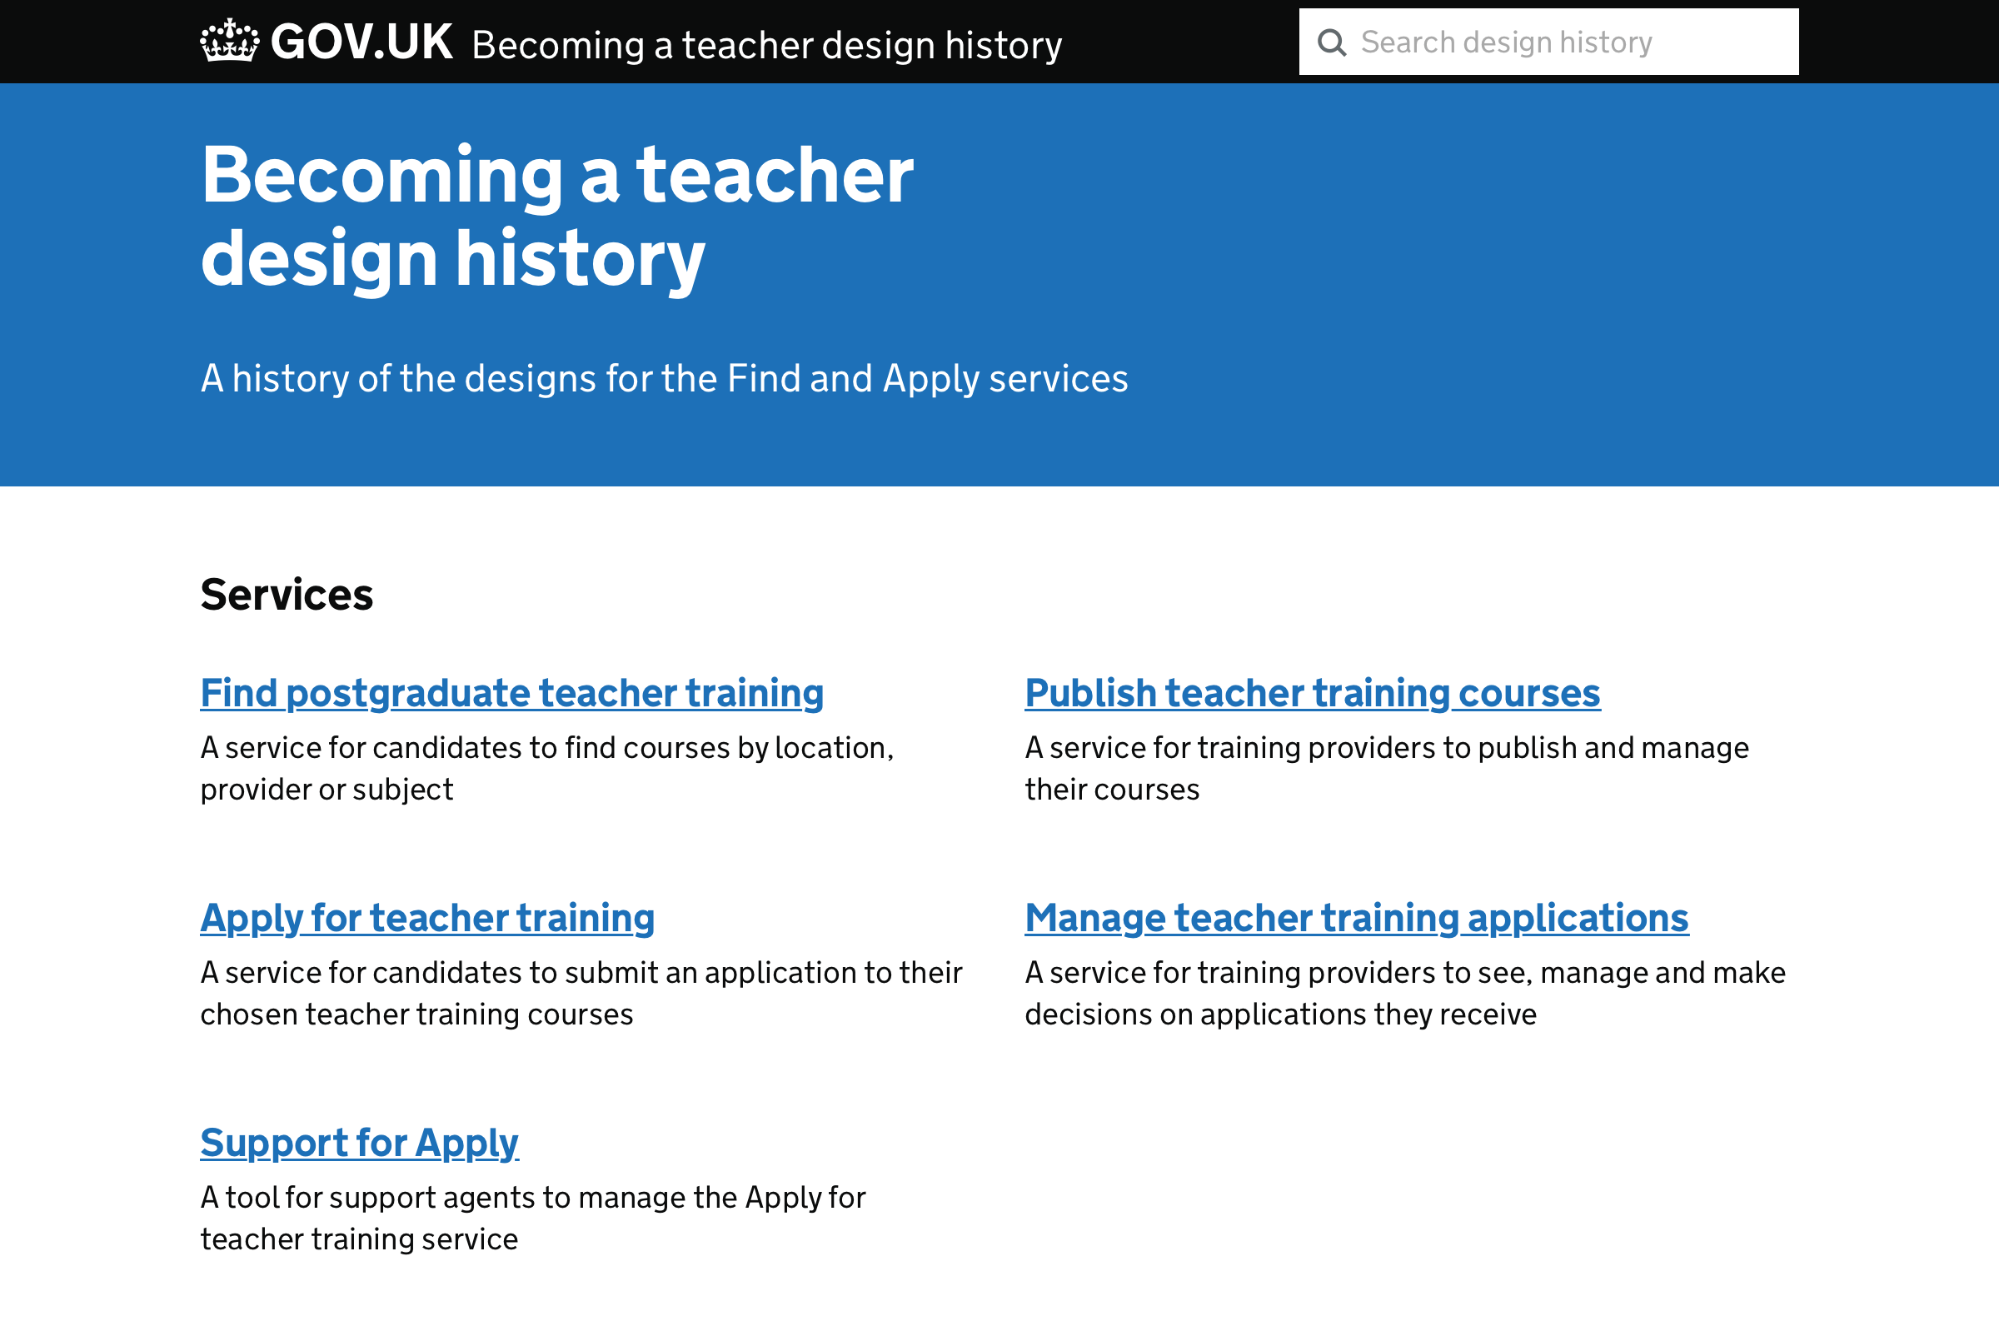 GOV.UK Becoming a teacher design history
Search design history
Becoming a teacher
design history
A history of the designs for the Find and Apply services
Services
Find postgraduate teacher training
A service for candidates to find courses by location,
provider or subject
Publish teacher training courses
A service for training providers to publish and manage
their courses
Apply for teacher training
A service for candidates to submit an application to their
chosen teacher training courses
Manage teacher training applications
A service for training providers to see, manage and make
decisions on applications they receive
Support for Apply
A tool for support agents to manage the Apply for
teacher training service